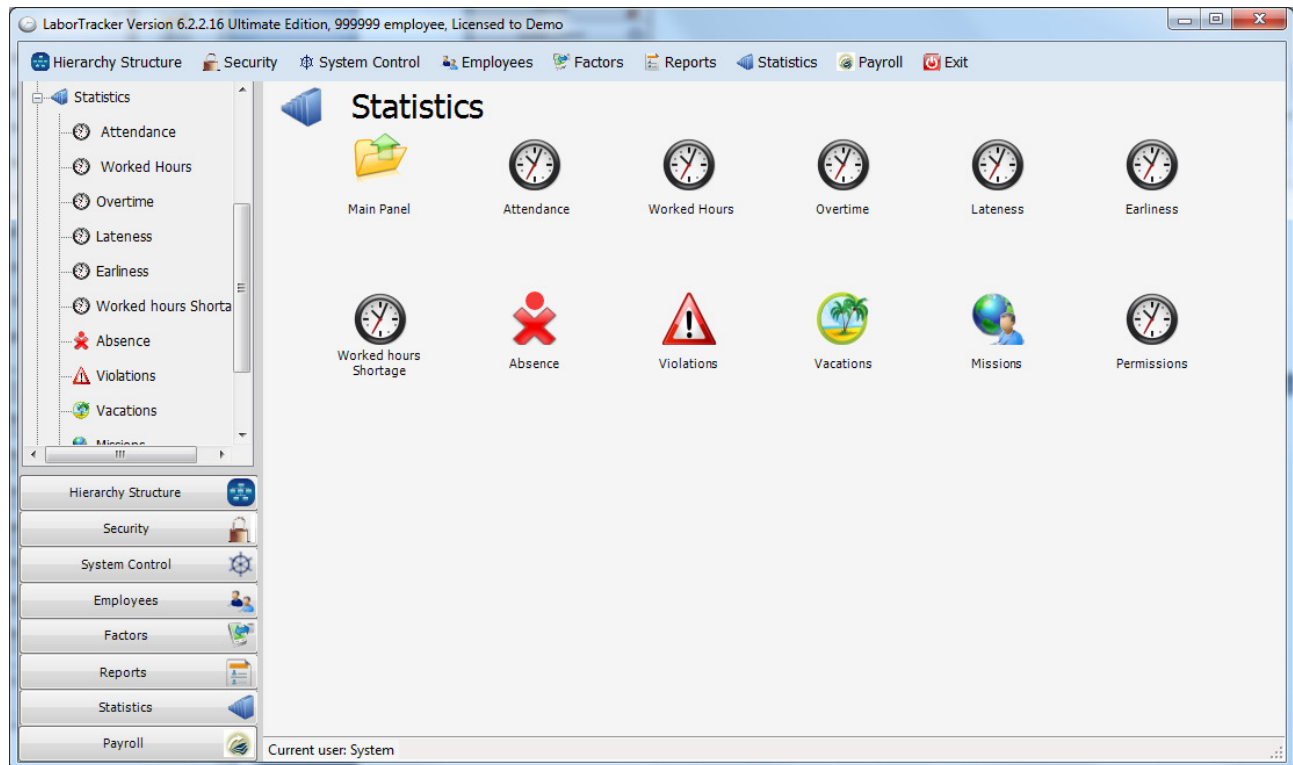 LaborTracker Version 6.2.2.16 Ultimate Edition, 999999 employee, Licensed to Demo
Hierarchy Structure Security System Control Employees Factors Reports Statistics Payroll Exit
Statistics
Attendance
Worked Hours
Overtime
Lateness
Earliness
Worked hours Shorta
Absence
Violations
Vacations
Missions
Hierarchy Structure
Security
System Control
Employees
Factors
Reports
Statistics
Payroll
Statistics
Main Panel Attendance Worked Hours Overtime Lateness Earliness
Worked hours
Shortage
Absence Violations Vacations Missions Permissions
Current user: System